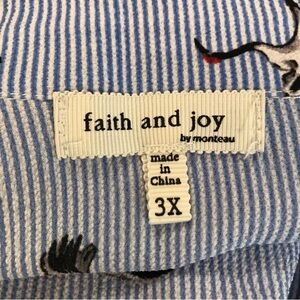 faith and joy
by monteau
made
in
China
3X